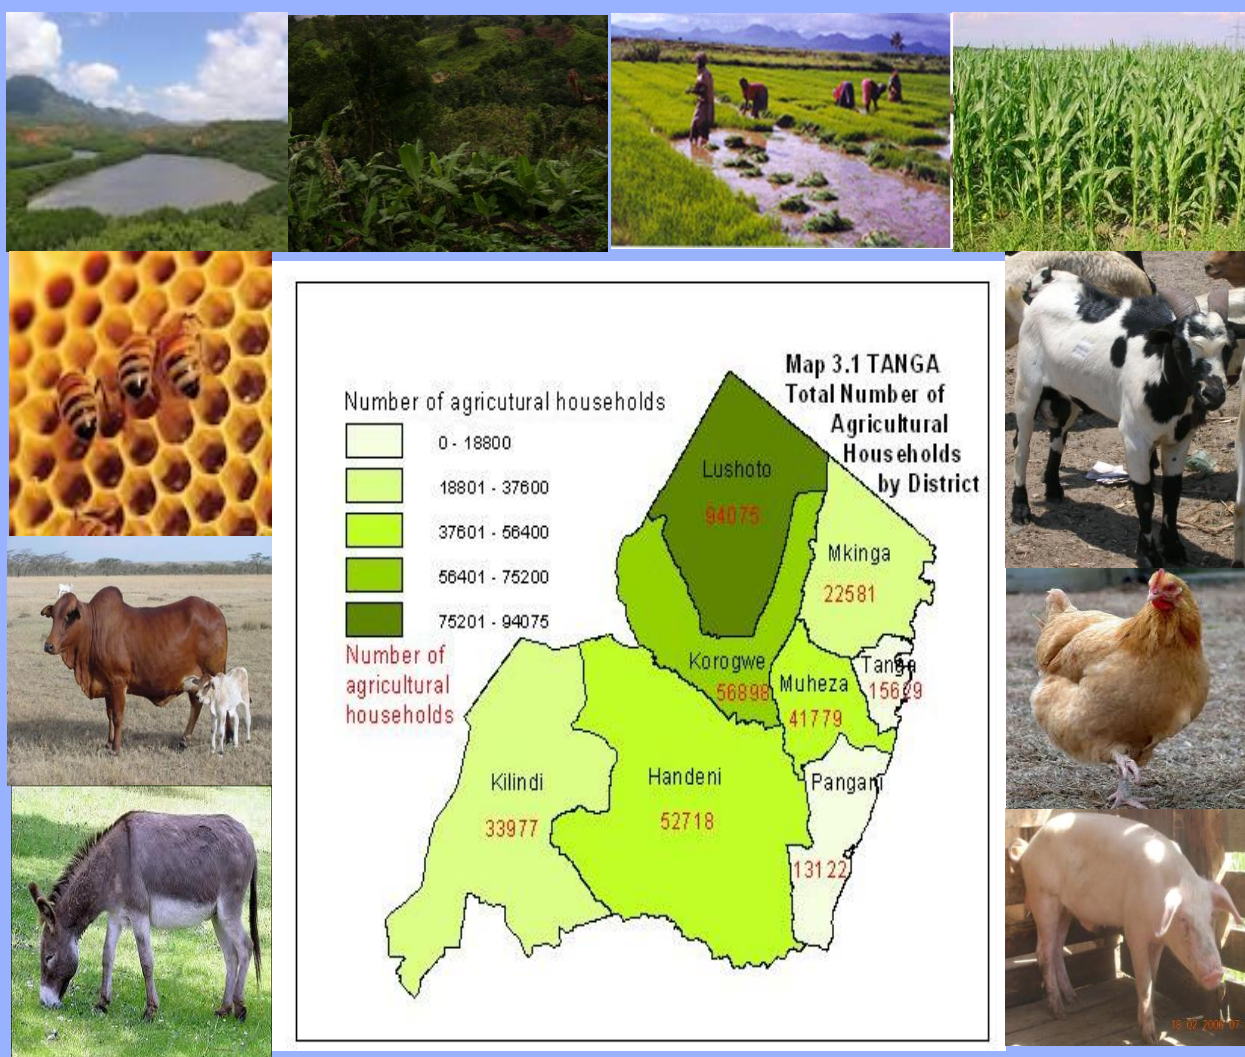 Map 3.1 TANGA
Total Number of
Agricultural
Households
by District
Number of agricutural households
0 - 18800
18801 - 37600
37601 - 56400
56401 - 75200
75201 - 94075
Number of
agricultural
households
Lushoto
94075
Mkinga
22581
Korogwe
56898
Muheza
41779
Tanga
Kilindi
33977
Handeni
52718
Pangani
13122